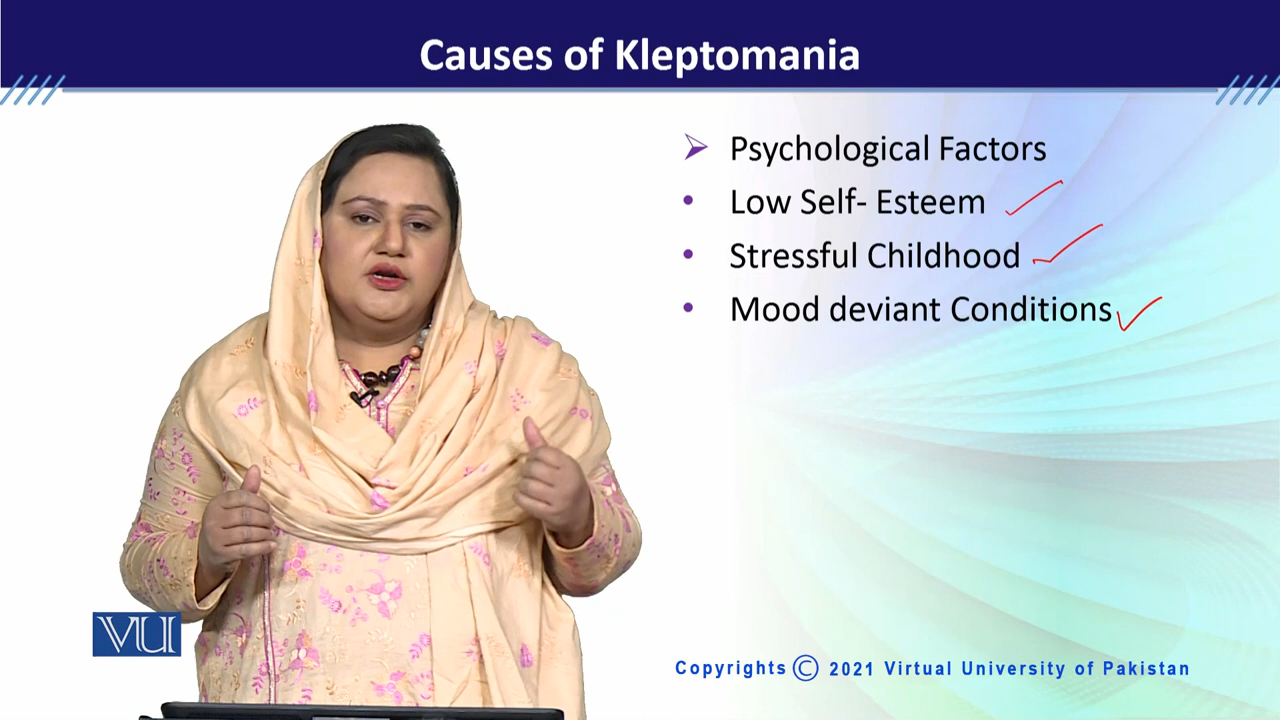 Causes of Kleptomania
Psychological Factors
Low Self- Esteem
Stressful Childhood
Mood deviant Conditions
VU
Copyrights © 2021 Virtual University of Pakistan